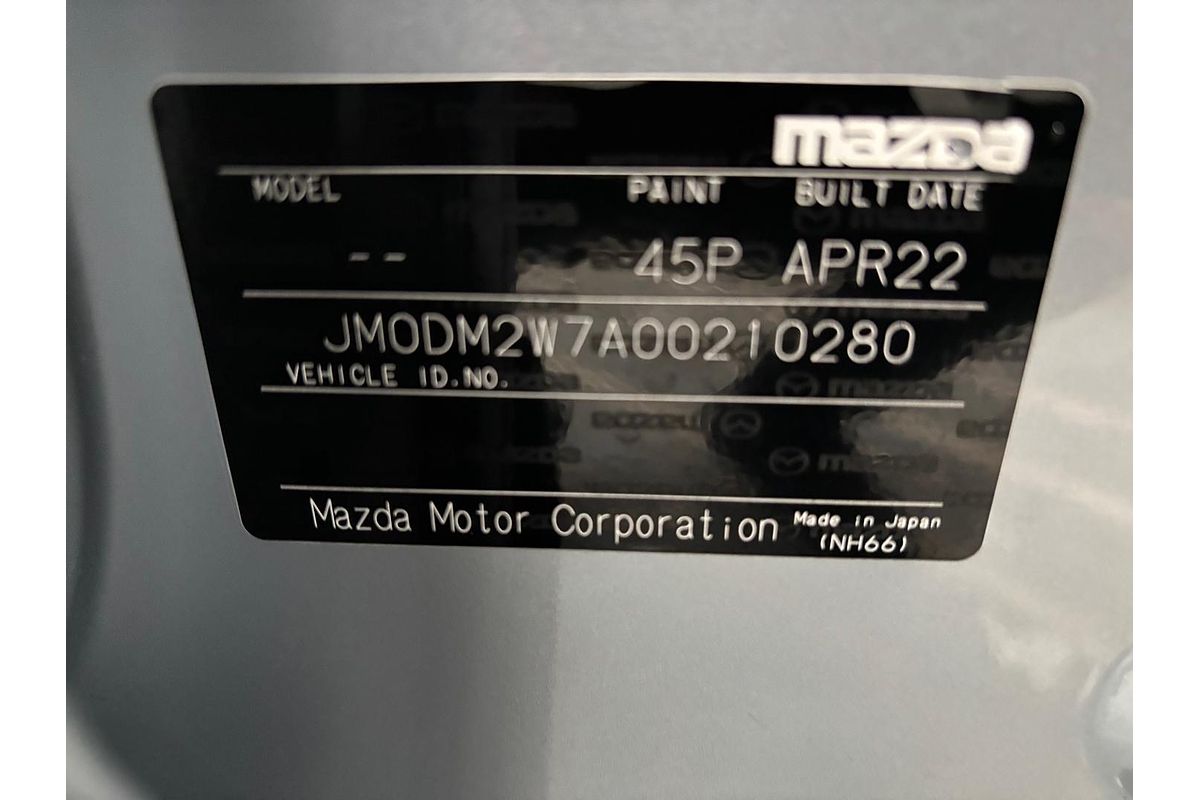 mazda
MODEL PAINT BUILT DATE
-- 45P APR22
JM0DM2W7A00210280
VEHICLE ID.NO.
Mazda Motor Corporation Made in Japan
(NH66)